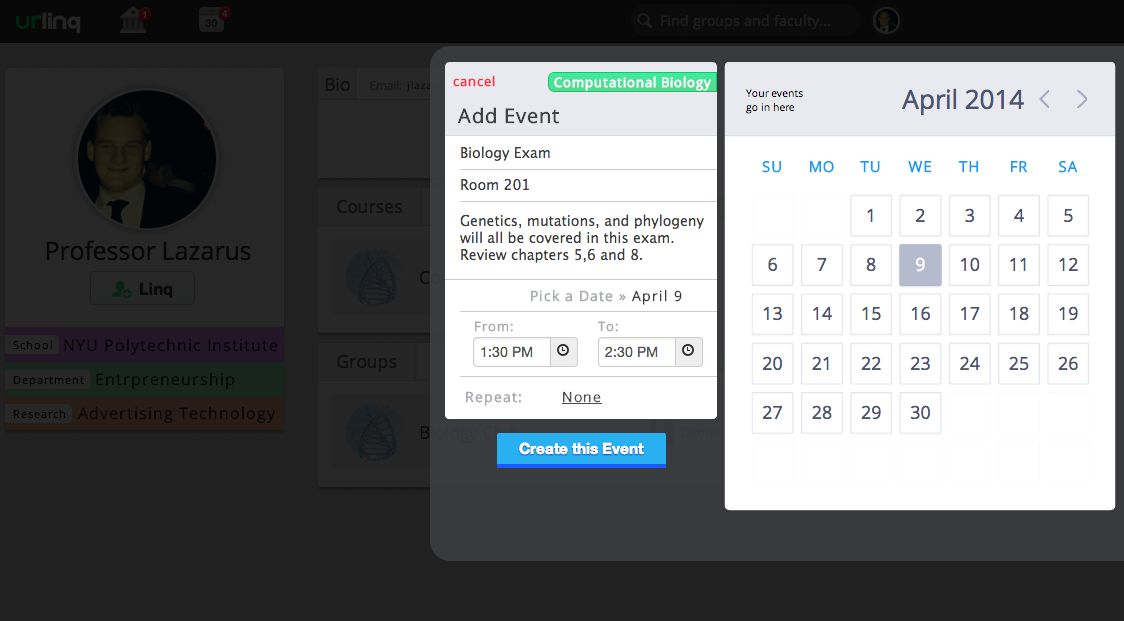 urlinq
1
30
4
Find groups and faculty...
Professor Lazarus
Linq
School NYU Polytechnic Institute
Department Entrpreneurship
Research Advertising Technology
Bio
Email:
Courses
Groups
cancel
Computational Biology
Add Event
Biology Exam
Room 201
Genetics, mutations, and phylogeny
will all be covered in this exam.
Review chapters 5,6 and 8.
Pick a Date » April 9
From: To:
1:30 PM 2:30 PM
Repeat: None
Create this Event
Your events
go in here
April 2014
SU MO TU WE TH FR SA
1 2 3 4 5
6 7 8 9 10 11 12
13 14 15 16 17 18 19
20 21 22 23 24 25 26
27 28 29 30